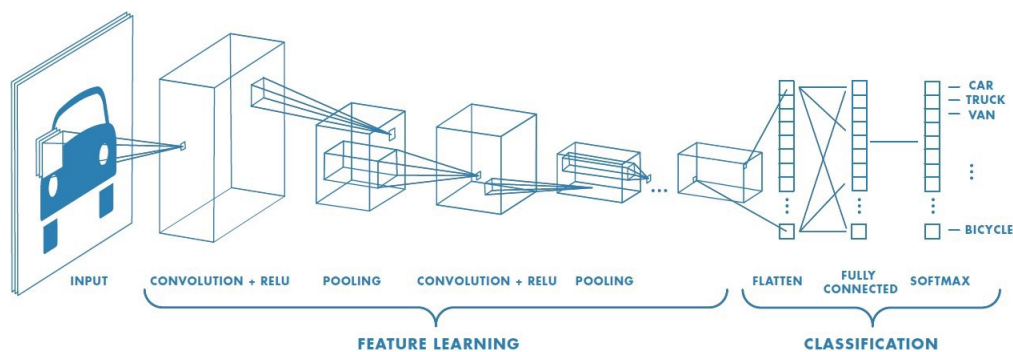 CAR
TRUCK
VAN
BICYCLE
INPUT
CONVOLUTION + RELU
POOLING
CONVOLUTION + RELU
POOLING
FLATTEN
FULLY
CONNECTED
SOFTMAX
FEATURE LEARNING
CLASSIFICATION